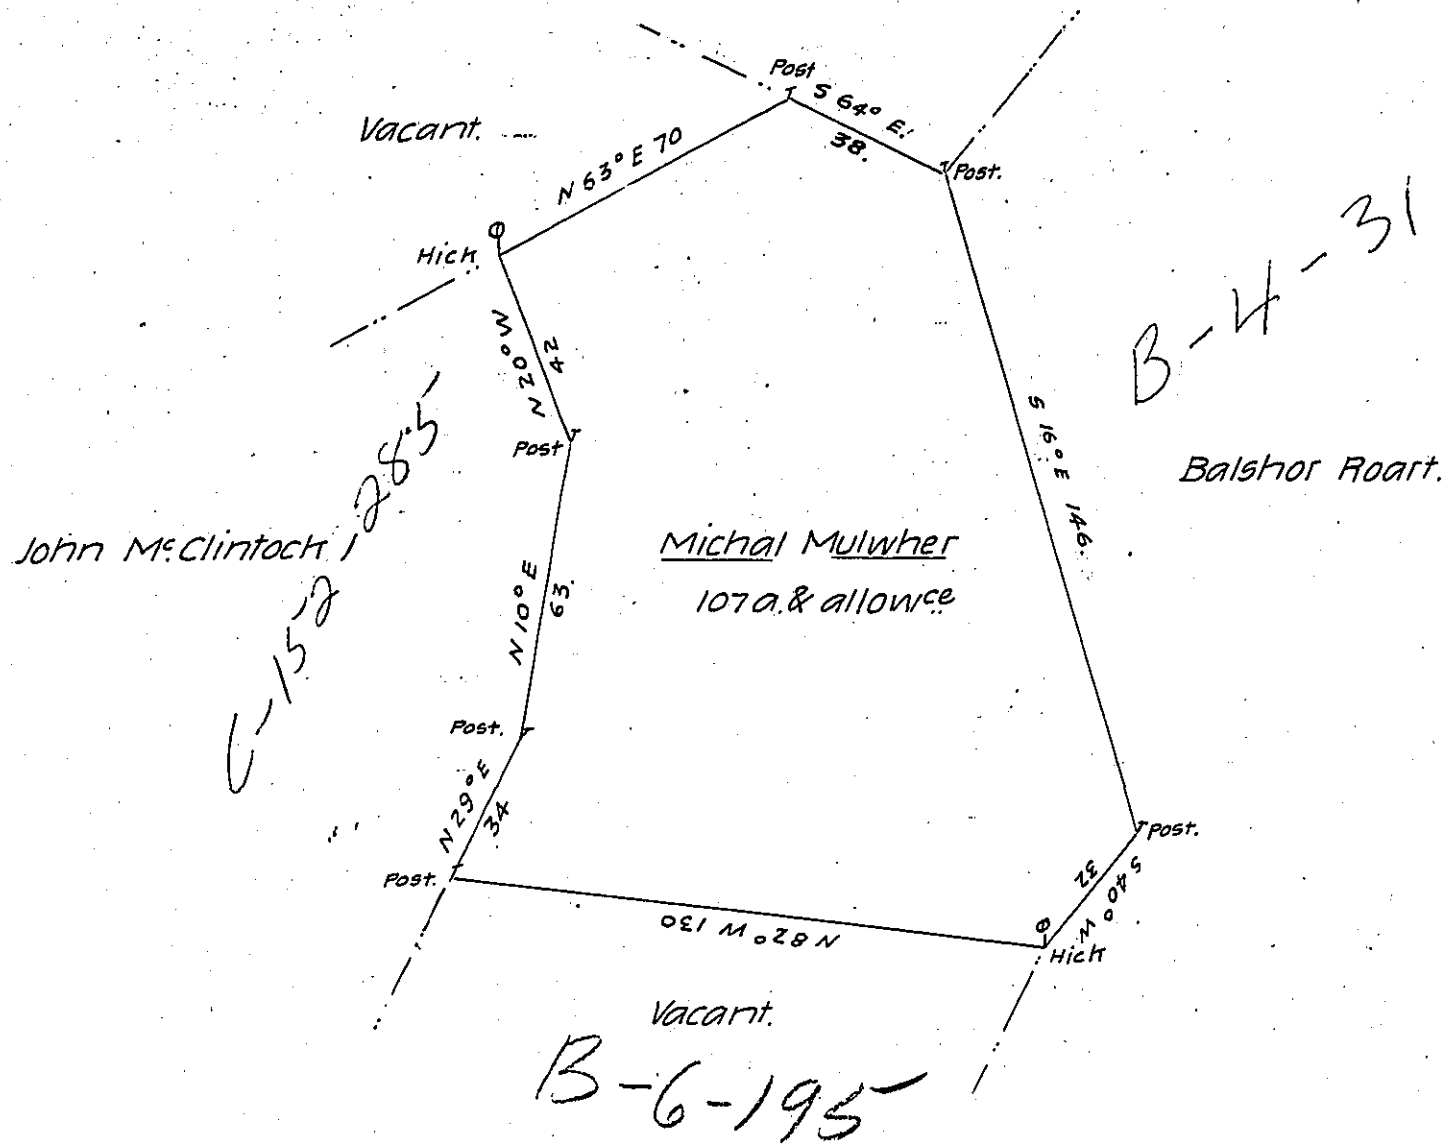 Post
S 64° E.
38.
Vacant.
N 63° E 70
Post.
Hick
B-4-31
N 20° W
42
S 16° E 146.
Post
Balshor Roart.
John McClintock
C-152-285
Michal Mulwher
107 a. & allowce
N 10° E
63.
Post.
N 29° E
34
Post.
Post.
S 40° W
32
N 82° W 130
Hick
Vacant.
B-6-195